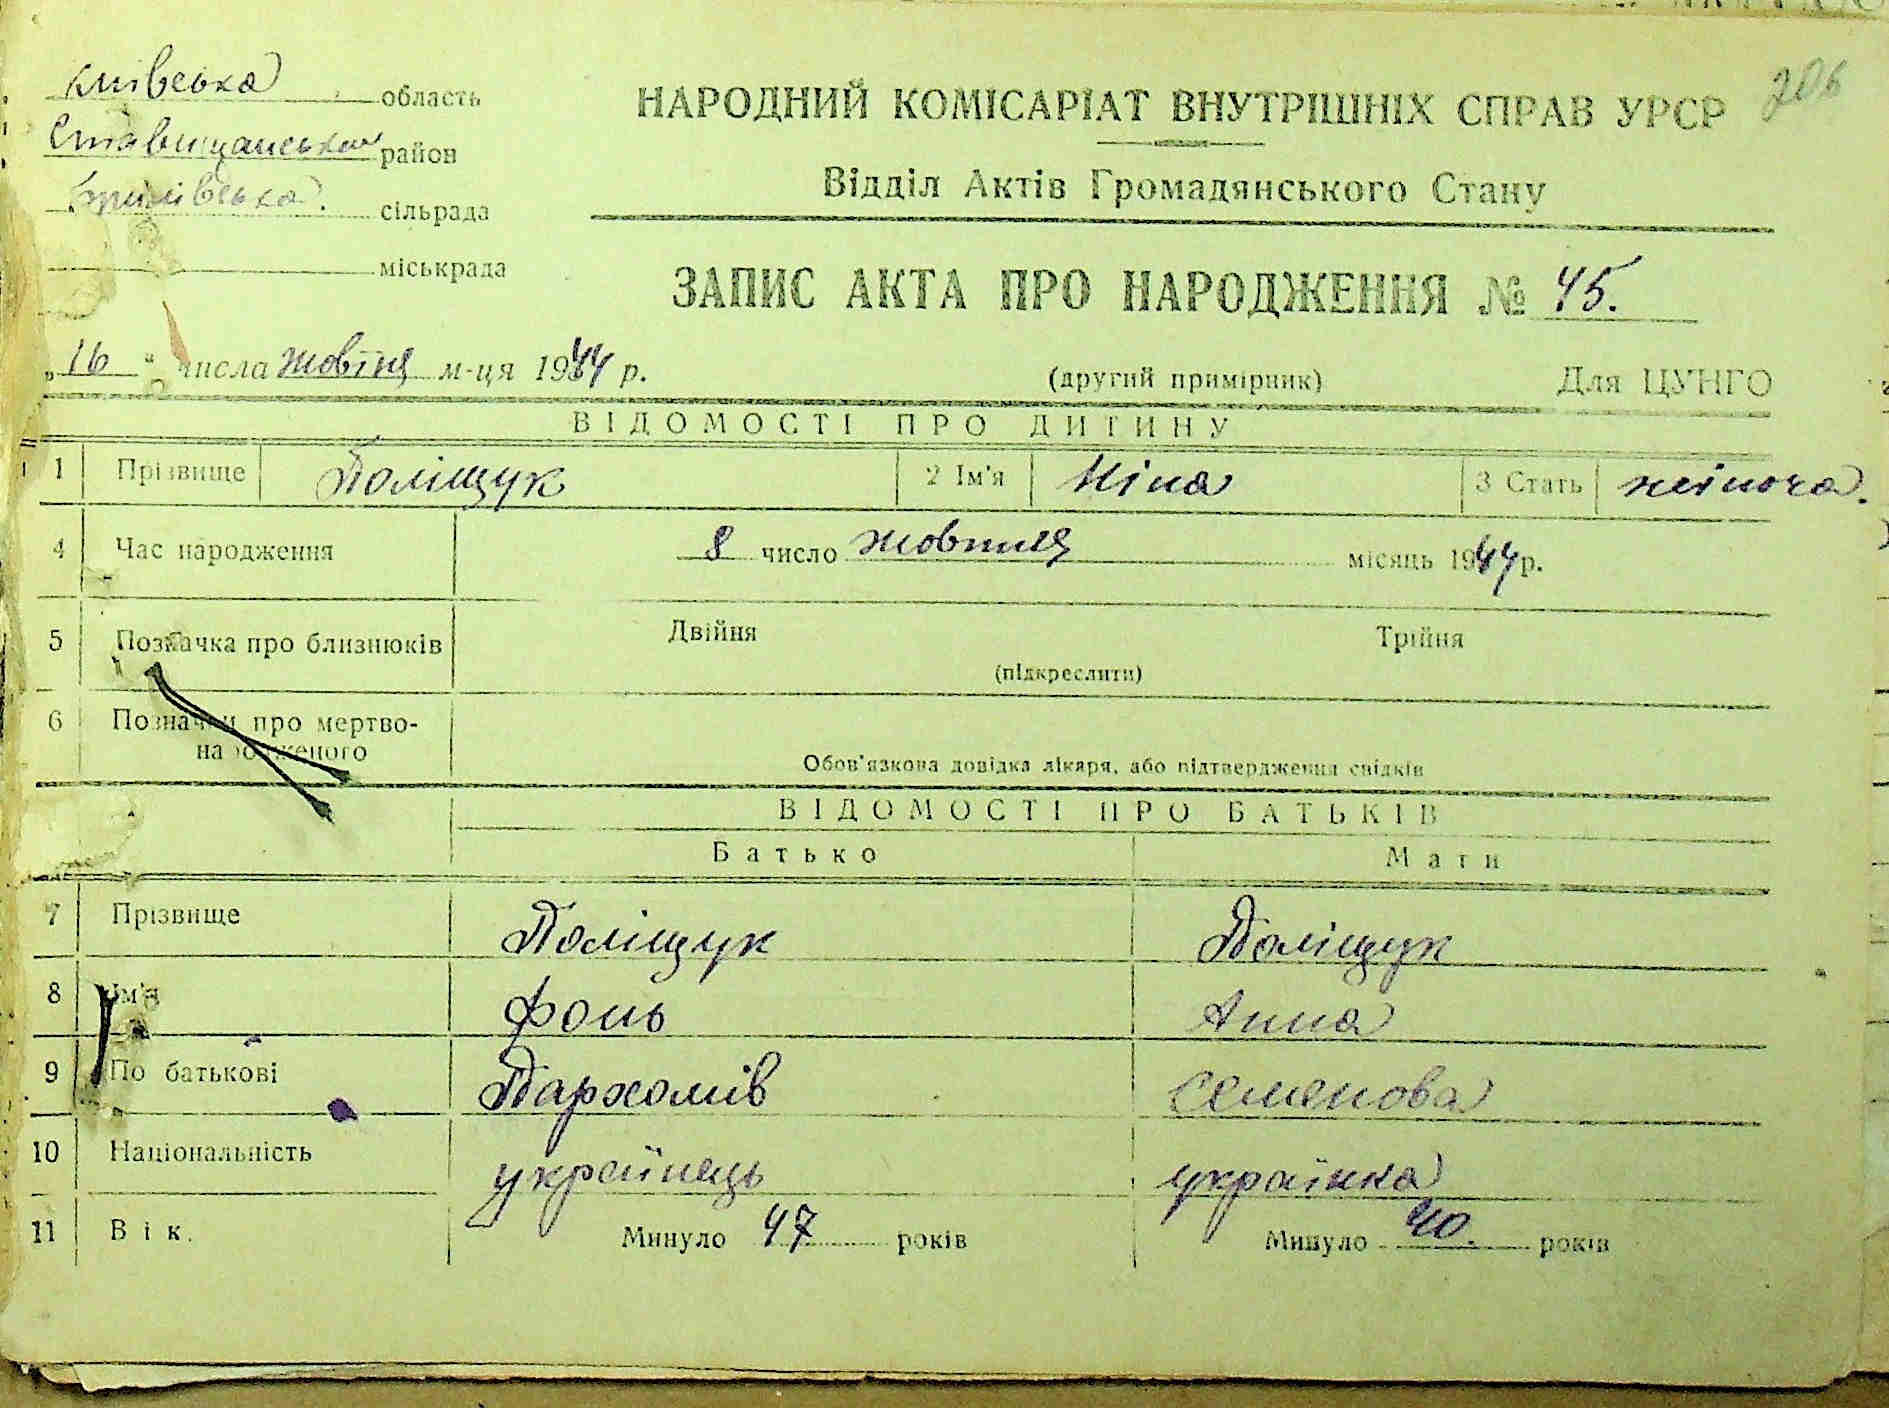 206
Київська область
Ставищанський район
сільрада
міськрада
НАРОДНИЙ КОМІСАРІАТ ВНУТРІШНІХ СПРАВ УРСР
Відділ Актів Громадянського Стану
ЗАПИС АКТА ПРО НАРОДЖЕННЯ № 45.
„16“ числа жовтня м-ця 1944 р.
(другий примірник) Для ЦУНГО
ВІДОМОСТІ ПРО ДИТИНУ
1 Прізвище Поліщук 2 Ім'я Ніна 3 Стать жіноча.
4 Час народження 8 число жовтня місяць 1944 р.
5 Позначка про близнюків Двійня Трійня
(підкреслити)
6 Позначки про мертво-
народженого
Обов'язкова довідка лікаря, або підтвердження свідків
ВІДОМОСТІ ПРО БАТЬКІВ
Батько Мати
7 Прізвище Поліщук Поліщук
8 Ім'я Фонь Анна
9 По батькові Пархомів Семенова
10 Національність українець українка
11 Вік. Минуло 47 років Минуло 40. років